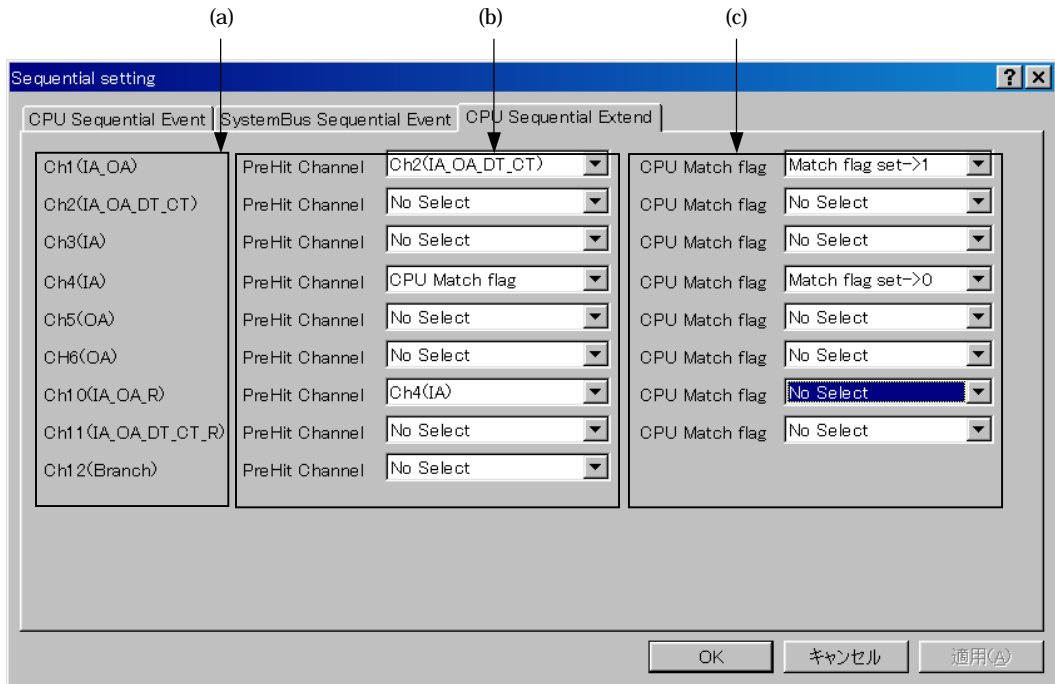 (a) (b) (c)
Sequential setting
CPU Sequential Event SystemBus Sequential Event CPU Sequential Extend
Ch1(IA_OA) PreHit Channel Ch2(IA_OA_DT_CT) CPU Match flag Match flag set->1
Ch2(IA_OA_DT_CT) PreHit Channel No Select CPU Match flag No Select
Ch3(IA) PreHit Channel No Select CPU Match flag No Select
Ch4(IA) PreHit Channel CPU Match flag CPU Match flag Match flag set->0
Ch5(OA) PreHit Channel No Select CPU Match flag No Select
CH6(OA) PreHit Channel No Select CPU Match flag No Select
Ch10(IA_OA_R) PreHit Channel Ch4(IA) CPU Match flag No Select
Ch11(IA_OA_DT_CT_R) PreHit Channel No Select CPU Match flag No Select
Ch12(Branch) PreHit Channel No Select
OK キャンセル 適用(A)